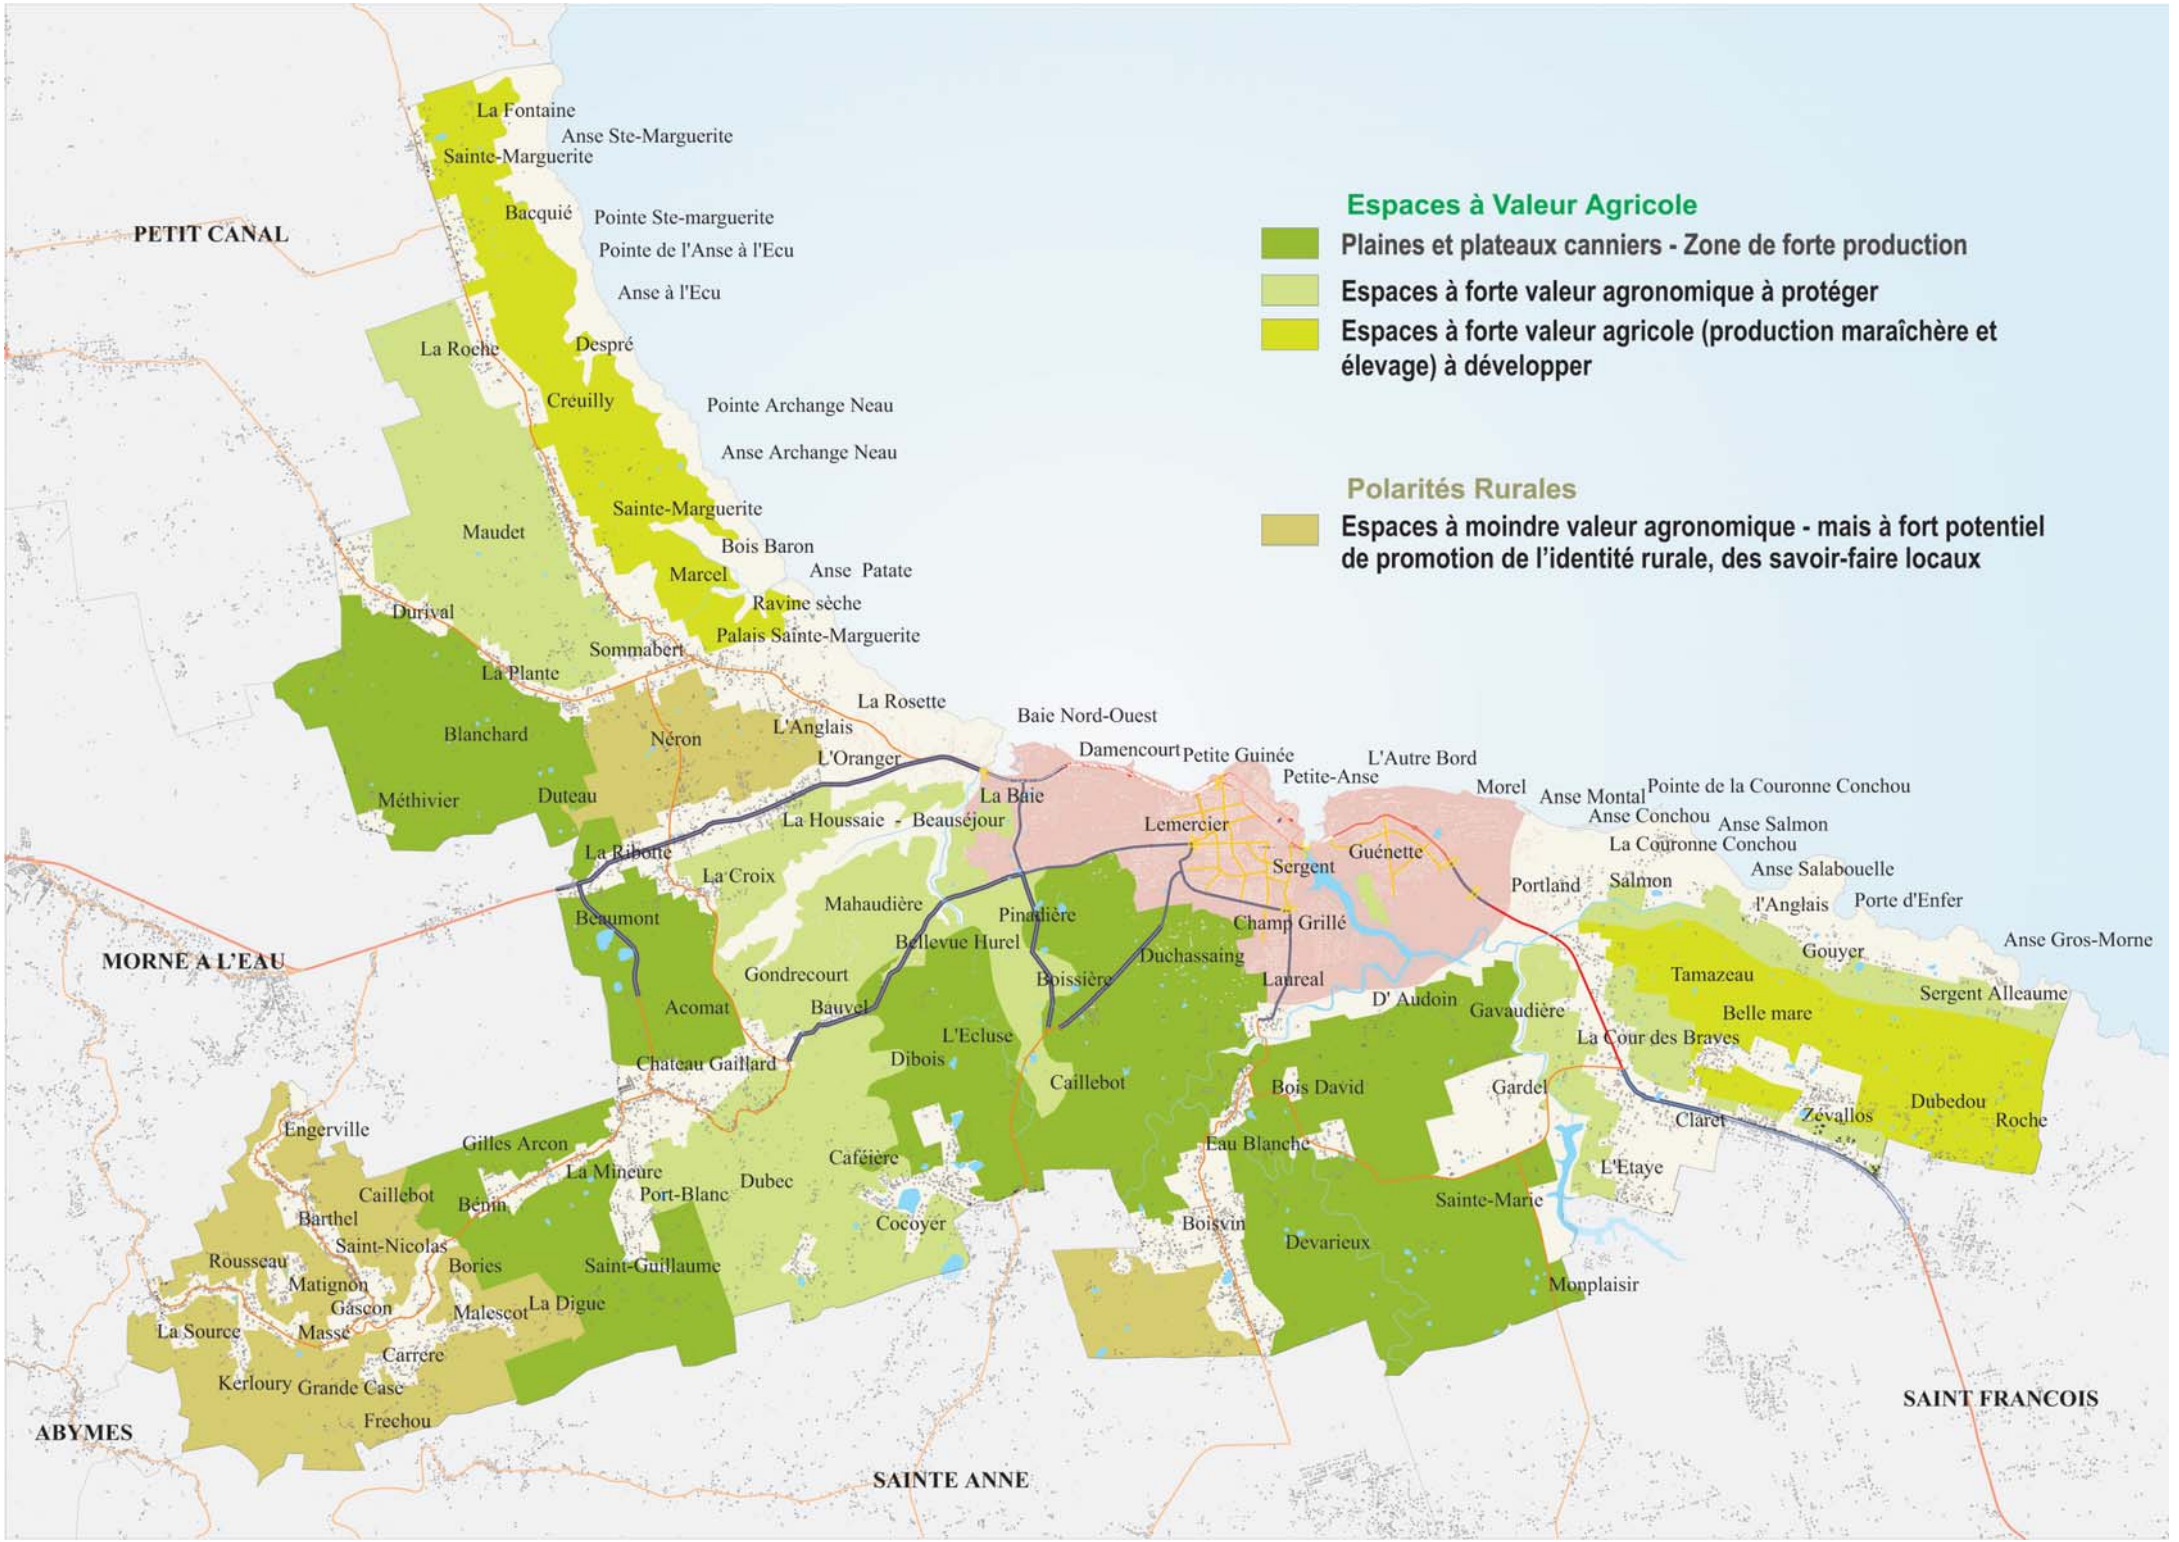 La Fontaine
Anse Ste-Marguerite
Sainte-Marguerite
Bacquié
Pointe Ste-marguerite
PETIT CANAL
Pointe de l'Anse à l'Ecu
Anse à l'Ecu
Despré
La Roche
Creuilly
Pointe Archange Neau
Anse Archange Neau
Sainte-Marguerite
Maudet
Bois Baron
Marcel
Anse Patate
Ravine sèche
Durival
Palais Sainte-Marguerite
Sommabert
La Plante
Espaces à Valeur Agricole
Plaines et plateaux canniers - Zone de forte production
Espaces à forte valeur agronomique à protéger
Espaces à forte valeur agricole (production maraîchère et
élevage) à développer
Polarités Rurales
Espaces à moindre valeur agronomique - mais à fort potentiel
de promotion de l'identité rurale, des savoir-faire locaux
La Rosette
Baie Nord-Ouest
Blanchard
Néron
L'Anglais
L'Oranger
Damencourt
Petite Guinée
L'Autre Bord
Petite-Anse
Morel
Anse Montal
Pointe de la Couronne Conchou
Méthivier
Duteau
La Baie
La Houssaie - Beauséjour
Lemercier
Anse Conchou
Anse Salmon
La Couronne Conchou
La Ribotte
Guénette
Sergent
Anse Salabouelle
La Croix
Portland
Salmon
Mahaudière
l'Anglais
Porte d'Enfer
Beaumont
Pinadière
Champ Grillé
Bellevue Hurel
Anse Gros-Morne
Duchassaing
Gouyer
MORNE A L'EAU
Gondrecourt
Boissière
Laureal
Tamazeau
Sergent Alleaume
Acomat
Bauvel
D' Audoin
Gavaudière
Belle mare
L'Ecluse
La Cour des Braves
Chateau Gaillard
Dibois
Caillebot
Bois David
Gardel
Dubedou
Roche
Claret
Zévallos
Engerville
Gilles Arcon
Eau Blanche
La Mineure
Caféière
L'Etaye
Dubec
Caillebot
Bénin
Port-Blanc
Sainte-Marie
Barthel
Cocoyer
Boisvin
Saint-Nicolas
Devarieux
Rousseau
Bories
Saint-Guillaume
Matignon
Monplaisir
Gascon
Malescot
La Digue
La Source
Massé
Carrere
Kerloury
Grande Case
Frechou
SAINT FRANCOIS
ABYMES
SAINTE ANNE